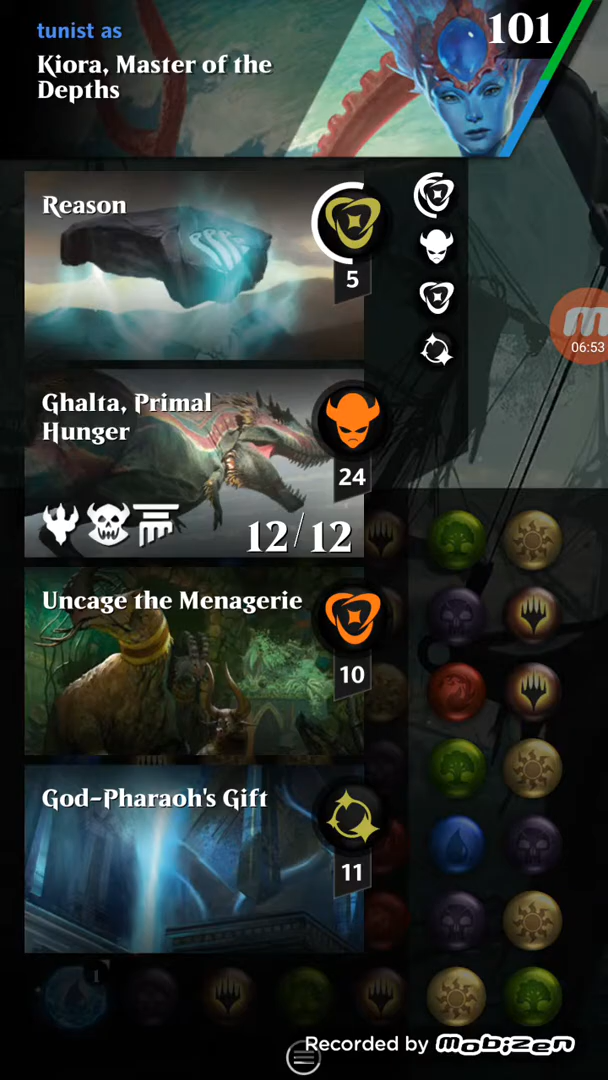 tunist as
101
Kiora, Master of the
Depths
Reason
5
06:53
Ghalta, Primal
Hunger
24
12/12
Uncage the Menagerie
10
God-Pharaoh's Gift
11
1
Recorded by Mobizen